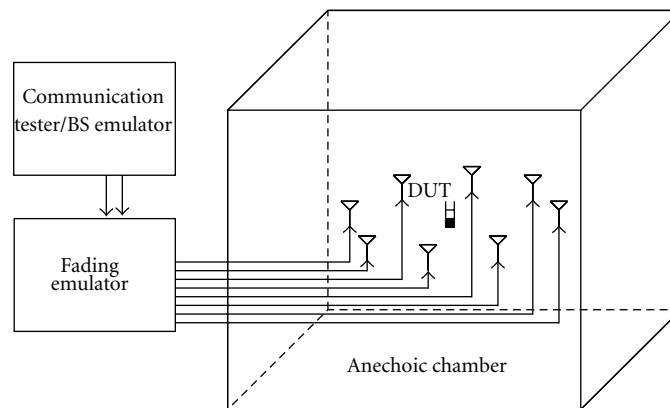 Communication
tester/BS emulator
DUT
Fading
emulator
Anechoic chamber